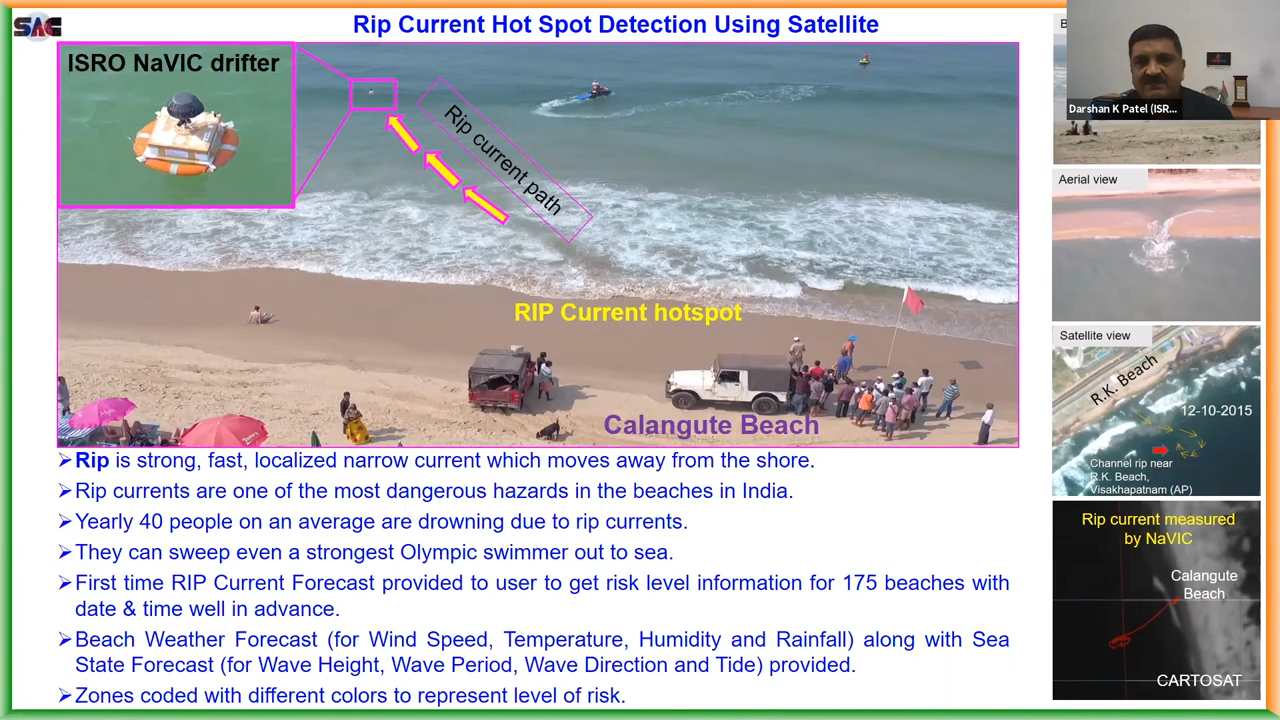 SAC
Rip Current Hot Spot Detection Using Satellite
ISRO NaVIC drifter
Rip current path
RIP Current hotspot
Calangute Beach
➢Rip is strong, fast, localized narrow current which moves away from the shore.
➢Rip currents are one of the most dangerous hazards in the beaches in India.
➢Yearly 40 people on an average are drowning due to rip currents.
➢They can sweep even a strongest Olympic swimmer out to sea.
➢First time RIP Current Forecast provided to user to get risk level information for 175 beaches with
date & time well in advance.
➢Beach Weather Forecast (for Wind Speed, Temperature, Humidity and Rainfall) along with Sea
State Forecast (for Wave Height, Wave Period, Wave Direction and Tide) provided.
➢Zones coded with different colors to represent level of risk.
Darshan K Patel (ISR...
Aerial view
Satellite view
R.K. Beach
12-10-2015
Channel rip near
R.K. Beach,
Visakhapatnam (AP)
Rip current measured
by NaVIC
Calangute
Beach
CARTOSAT